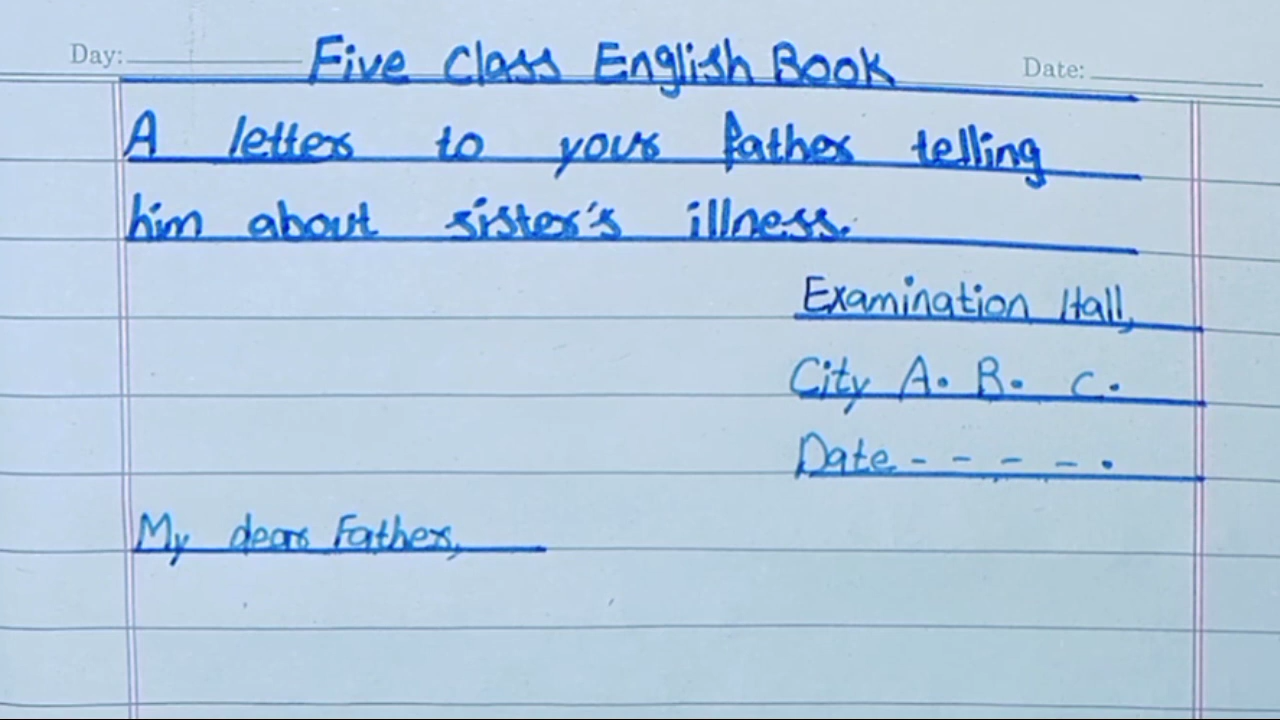 Day: Five Class English Book Date:
A letter to your father telling
him about sister's illness.
Examination Hall,
City A. B. C.
Date - - - - .
My dear Father,